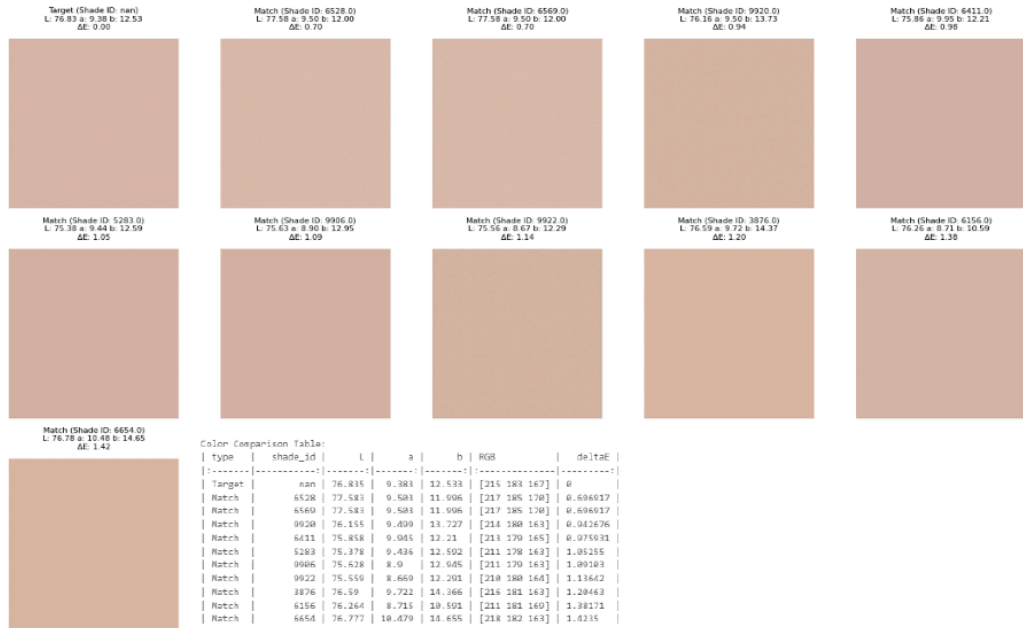 Target (Shade ID: nan)
L: 76.83 a: 9.38 b: 12.53
ΔE: 0.00
Match (Shade ID: 6528.0)
L: 77.58 a: 9.50 b: 12.00
ΔE: 0.70
Match (Shade ID: 6569.0)
L: 77.58 a: 9.50 b: 12.00
ΔE: 0.70
Match (Shade ID: 9920.0)
L: 76.16 a: 9.50 b: 13.73
ΔE: 0.94
Match (Shade ID: 6411.0)
L: 75.86 a: 9.95 b: 12.21
ΔE: 0.98
Match (Shade ID: 5283.0)
L: 75.38 a: 9.44 b: 12.59
ΔE: 1.05
Match (Shade ID: 9906.0)
L: 75.63 a: 8.90 b: 12.95
ΔE: 1.09
Match (Shade ID: 9922.0)
L: 75.56 a: 8.67 b: 12.29
ΔE: 1.14
Match (Shade ID: 3876.0)
L: 76.59 a: 9.72 b: 14.37
ΔE: 1.20
Match (Shade ID: 6156.0)
L: 76.26 a: 8.71 b: 10.59
ΔE: 1.38
Match (Shade ID: 6654.0)
L: 76.78 a: 10.48 b: 14.65
ΔE: 1.42
Color Comparison Table:
| type | shade_id | L | a | b | RGB | deltaE |
|:-------|-----------:|-------:|-------:|-------:|:--------------|:---------|
| Target | nan | 76.835 | 9.383 | 12.533 | [215 183 167] | 0 |
| Match | 6528 | 77.583 | 9.503 | 11.996 | [217 185 170] | 0.696917 |
| Match | 6569 | 77.583 | 9.503 | 11.996 | [217 185 170] | 0.696917 |
| Match | 9920 | 76.155 | 9.499 | 13.727 | [214 180 163] | 0.942676 |
| Match | 6411 | 75.858 | 9.945 | 12.21 | [213 179 165] | 0.975931 |
| Match | 5283 | 75.378 | 9.436 | 12.592 | [211 178 163] | 1.05255 |
| Match | 9906 | 75.628 | 8.9 | 12.945 | [211 179 163] | 1.09103 |
| Match | 9922 | 75.559 | 8.669 | 12.291 | [210 180 164] | 1.13642 |
| Match | 3876 | 76.59 | 9.722 | 14.366 | [216 181 163] | 1.20463 |
| Match | 6156 | 76.264 | 8.715 | 10.591 | [211 181 169] | 1.38171 |
| Match | 6654 | 76.777 | 10.479 | 14.655 | [218 182 163] | 1.4235 |